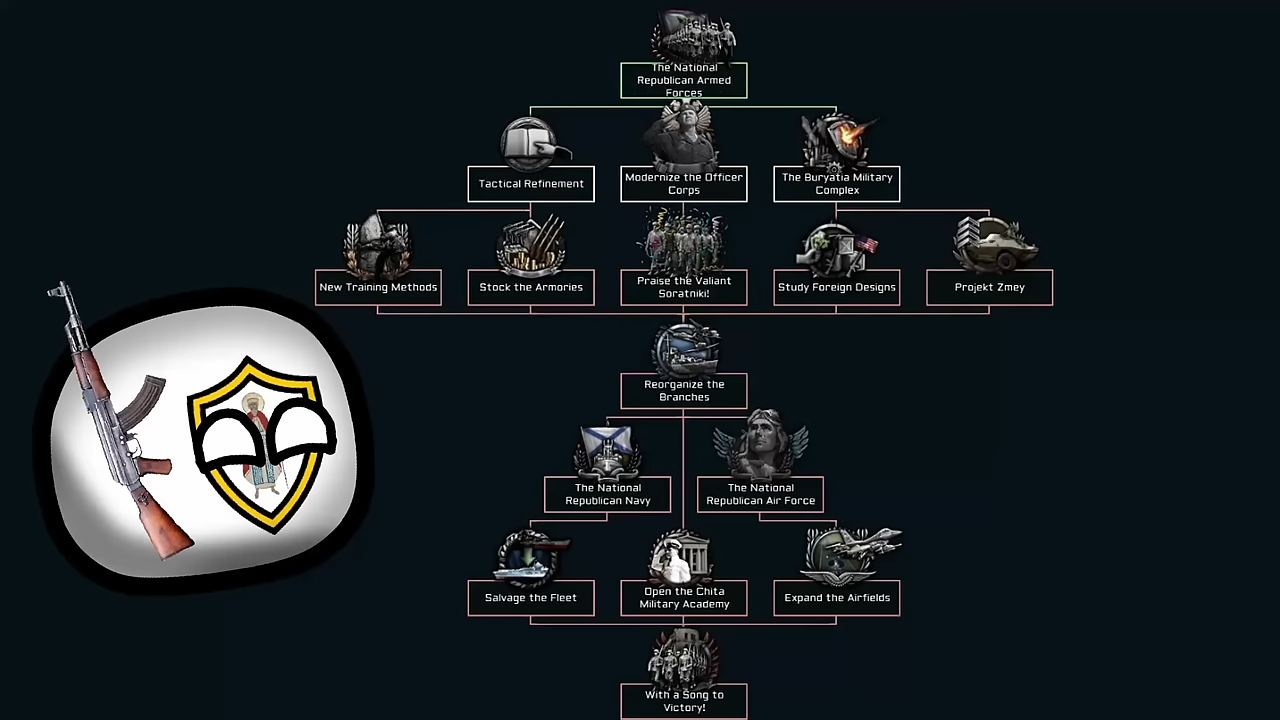 The National
Republican Armed
Forces
Tactical Refinement
Modernize the Officer
Corps
The Buryatia Military
Complex
New Training Methods
Stock the Armories
Praise the Valiant
Soratniki!
Study Foreign Designs
Projekt Zmey
Reorganize the
Branches
The National
Republican Navy
The National
Republican Air Force
Salvage the Fleet
Open the Chita
Military Academy
Expand the Airfields
With a Song to
Victory!